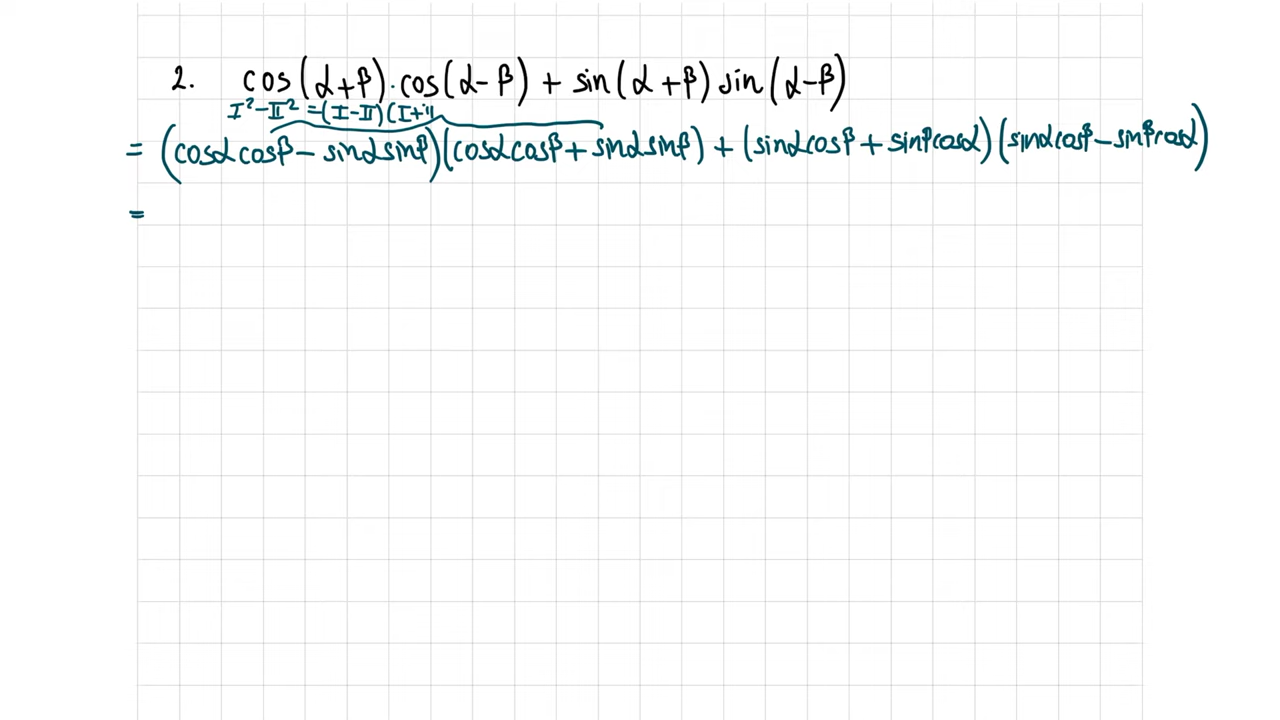 2. cos(α+β)·cos(α-β) + sin(α+β) sin(α-β)
I²-II² =(I-II)(I+II
= (cosα cosβ - sinα sinβ)(cosα cosβ + sinα sinβ) + (sinα cosβ + sinβ cosα)(sinα cosβ - sinβ cosα)
=